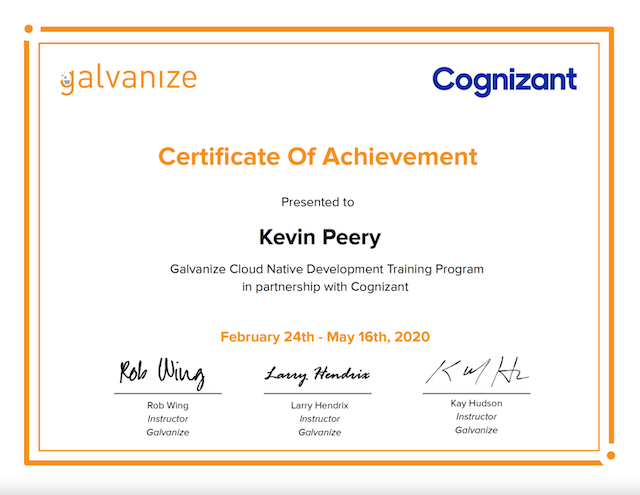 galvanize
Cognizant
Certificate Of Achievement
Presented to
Kevin Peery
Galvanize Cloud Native Development Training Program
in partnership with Cognizant
February 24th - May 16th, 2020
Rob Wing
Larry Hendrix
Rob Wing
Instructor
Galvanize
Larry Hendrix
Instructor
Galvanize
Kay Hudson
Instructor
Galvanize